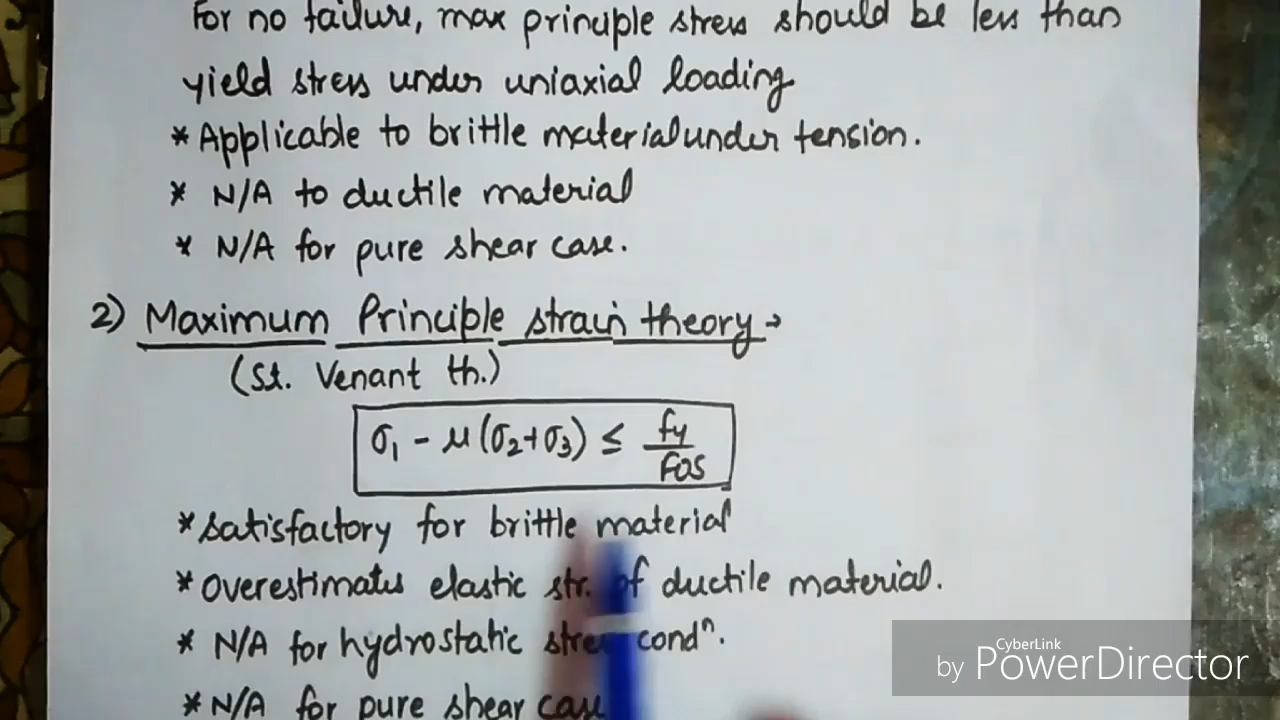 For no failure, max principle stress should be less than
yield stress under uniaxial loading
* Applicable to brittle material under tension.
* N/A to ductile material
* N/A for pure shear case.
2) Maximum Principle strain theory →
(St. Venant th.)
σ₁ - μ(σ₂+σ₃) ≤ fy/FOS
* satisfactory for brittle material
* Overestimates elastic str. of ductile material.
* N/A for hydrostatic stress condⁿ.
* N/A for pure shear case
CyberLink
by PowerDirector